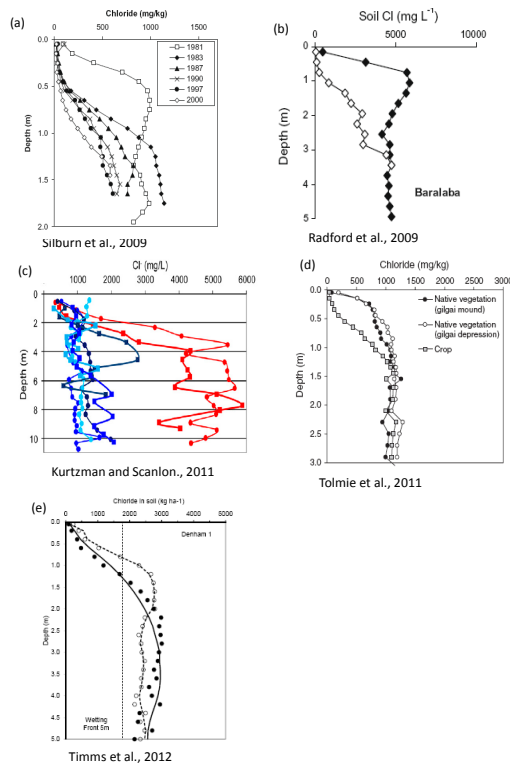 (a)
Chloride (mg/kg)
0 500 1000 1500
0.0
0.5
1.0
1.5
2.0
Depth (m)
1981
1983
1987
1990
1997
2000
Silburn et al., 2009
(b)
Soil Cl (mg L⁻¹)
0 5000 10000
0
1
2
3
4
5
Depth (m)
Baralaba
Radford et al., 2009
(c)
Cl⁻ (mg/L)
0 1000 2000 3000 4000 5000 6000
0
2
4
6
8
10
Depth (m)
Kurtzman and Scanlon., 2011
(d)
Chloride (mg/kg)
0 500 1000 1500 2000 2500 3000
0.0
0.5
1.0
1.5
2.0
2.5
3.0
Depth (m)
Native vegetation
(gilgai mound)
Native vegetation
(gilgai depression)
Crop
Tolmie et al., 2011
(e)
Chloride in soil (kg ha-1)
0 1000 2000 3000 4000 5000
0.0
0.5
1.0
1.5
2.0
2.5
3.0
3.5
4.0
4.5
5.0
Depth (m)
Denham 1
Wetting
Front 5m
Timms et al., 2012